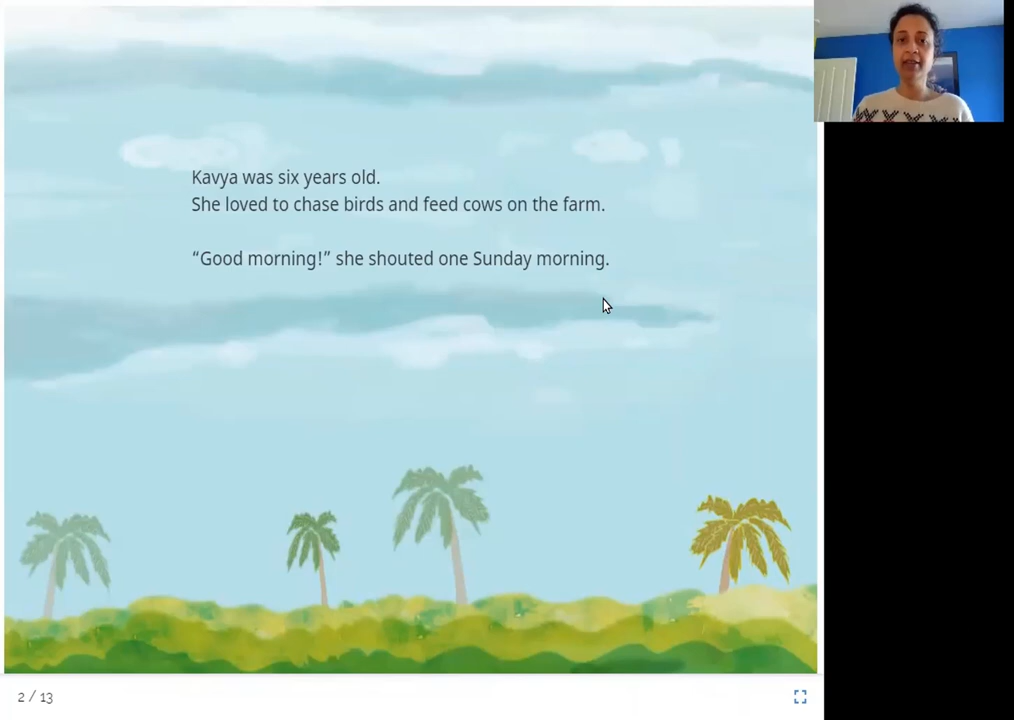 Kavya was six years old.
She loved to chase birds and feed cows on the farm.
“Good morning!” she shouted one Sunday morning.
2 / 13